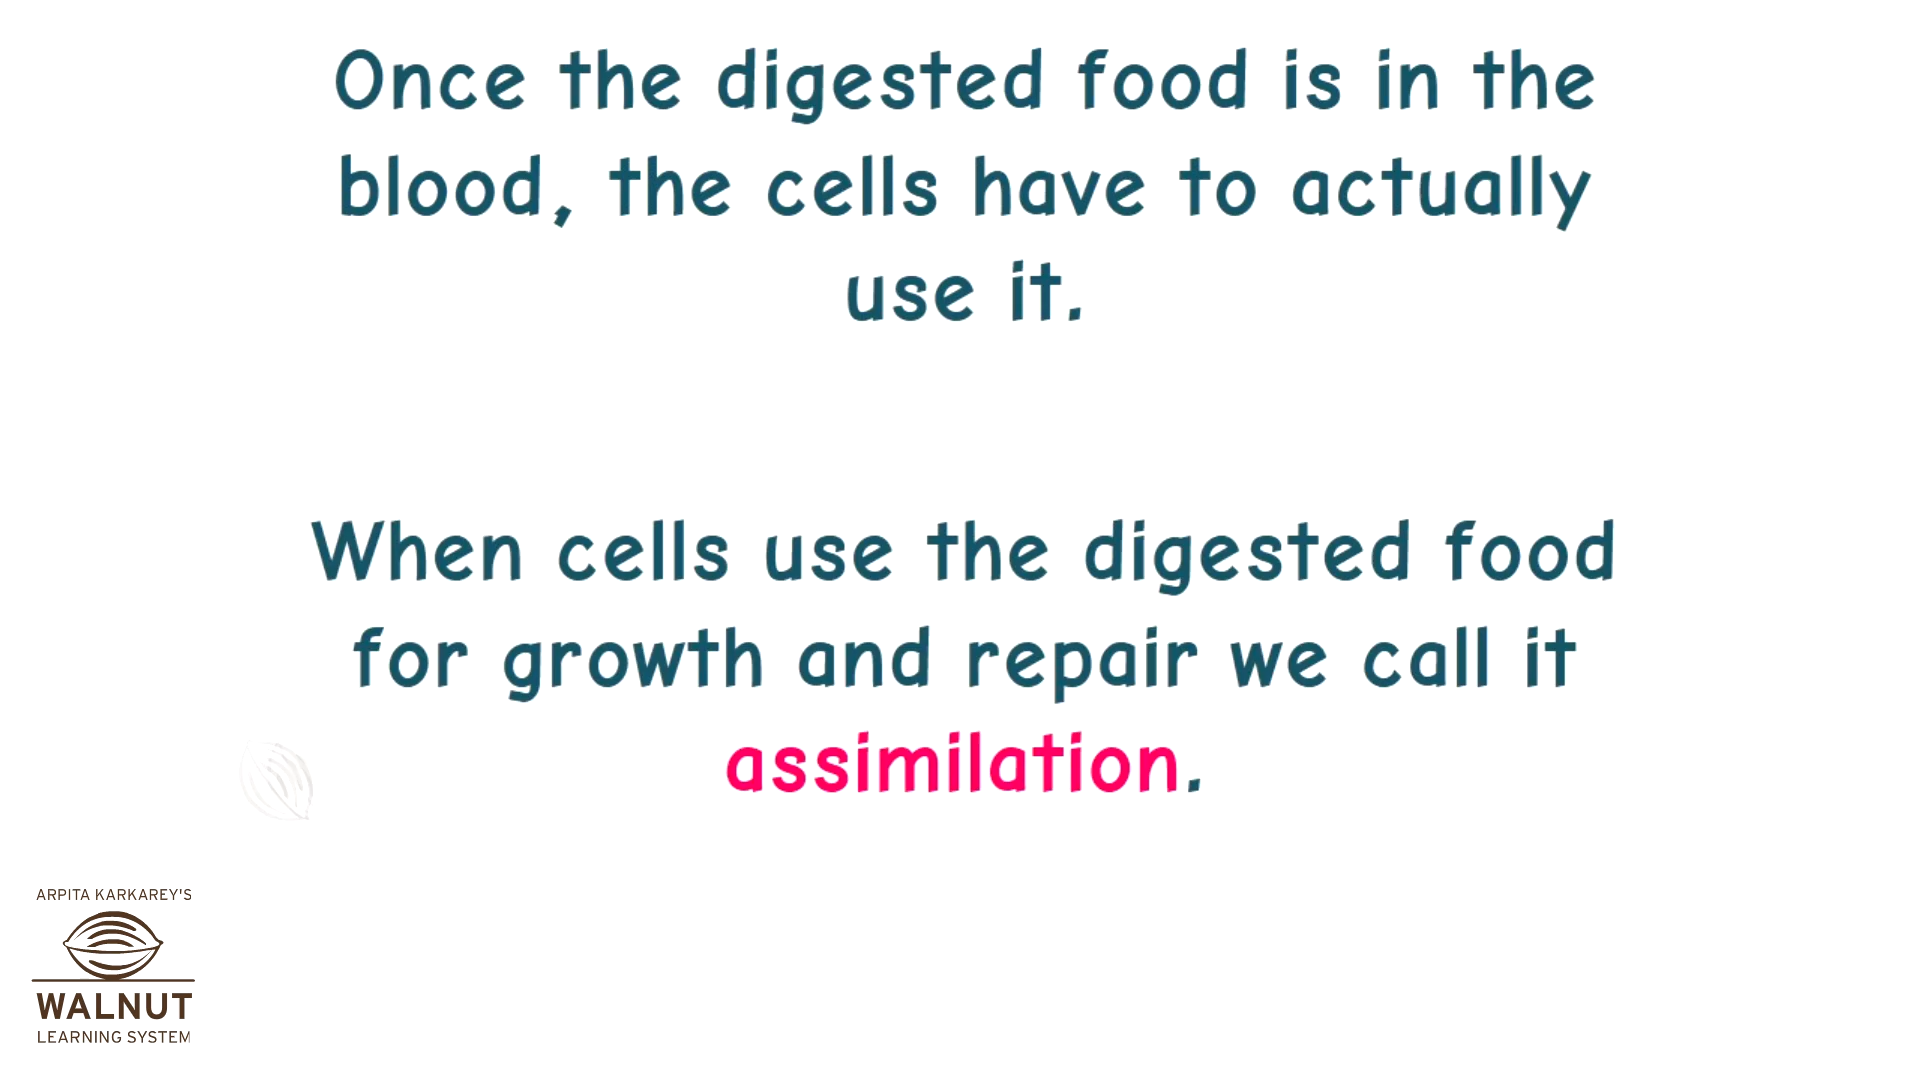 Once the digested food is in the
blood, the cells have to actually
use it.
When cells use the digested food
for growth and repair we call it
assimilation.
ARPITA KARKAREY'S
WALNUT
LEARNING SYSTEM